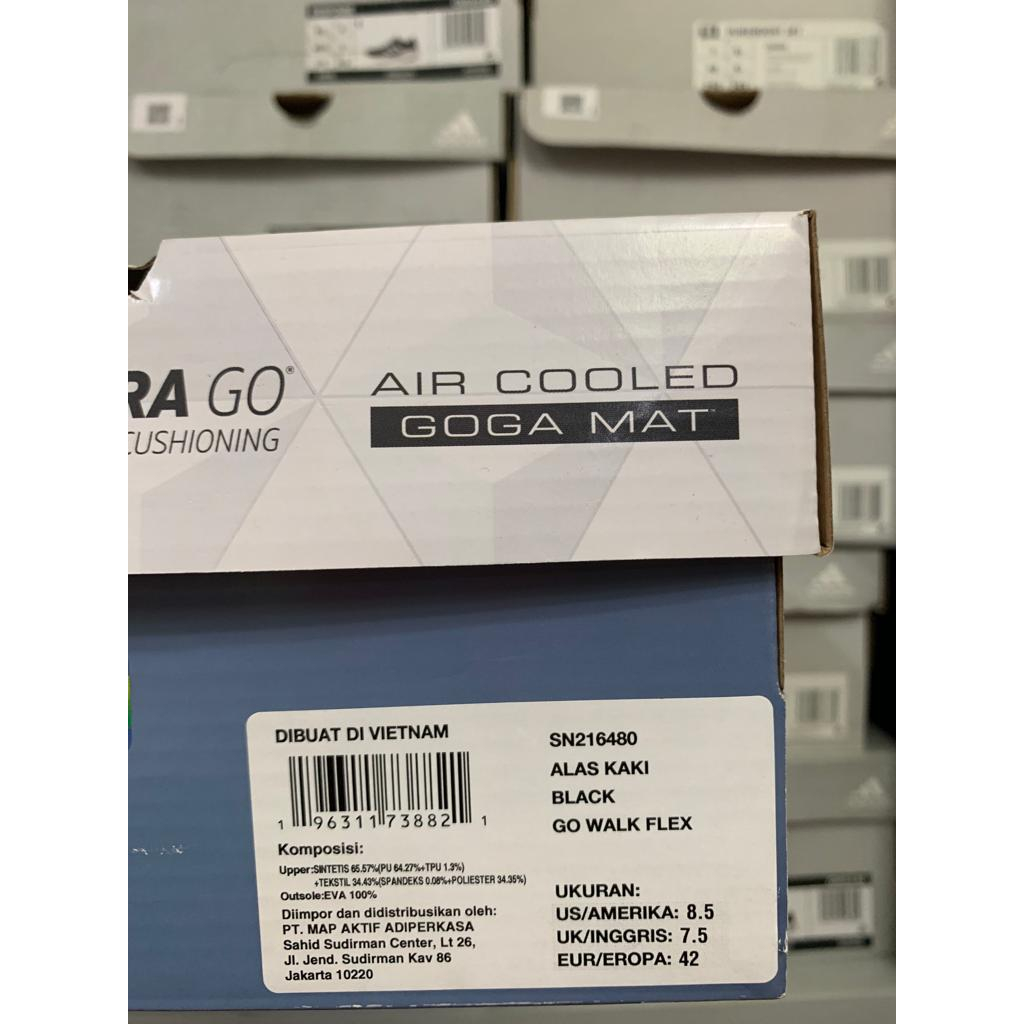 RA GO®
CUSHIONING
AIR COOLED
GOGA MAT™
DIBUAT DI VIETNAM
1 96311 73882 1
Komposisi:
Upper:SINTETIS 65.57%(PU 64.27%+TPU 1.3%)
+TEKSTIL 34.43%(SPANDEKS 0.08%+POLIESTER 34.35%)
Outsole:EVA 100%
Diimpor dan didistribusikan oleh:
PT. MAP AKTIF ADIPERKASA
Sahid Sudirman Center, Lt 26,
Jl. Jend. Sudirman Kav 86
Jakarta 10220
SN216480
ALAS KAKI
BLACK
GO WALK FLEX
UKURAN:
US/AMERIKA: 8.5
UK/INGGRIS: 7.5
EUR/EROPA: 42